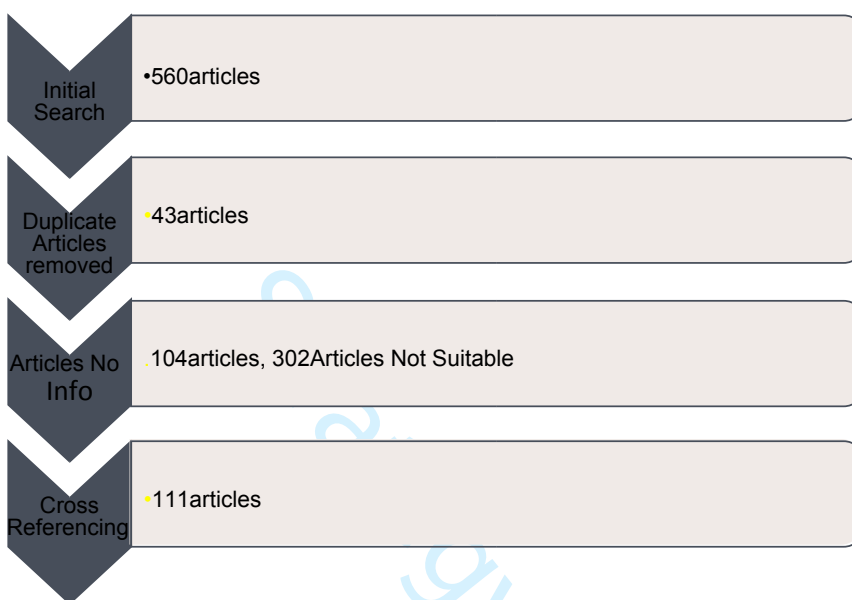 Initial
Search
•560articles
Duplicate
Articles
removed
•43articles
Articles No
Info
.104articles, 302Articles Not Suitable
Cross
Referencing
•111articles